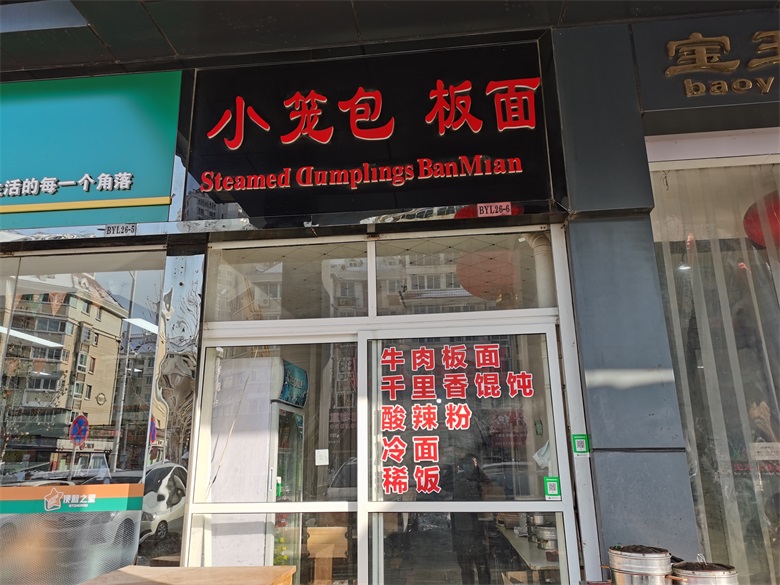 小笼包 板面
Steamed Dumplings BanMian
BYL26-6
BYL26-5
活的每一个角落
宝
baoy
牛肉板面
千里香馄饨
酸辣粉
冷面
稀饭